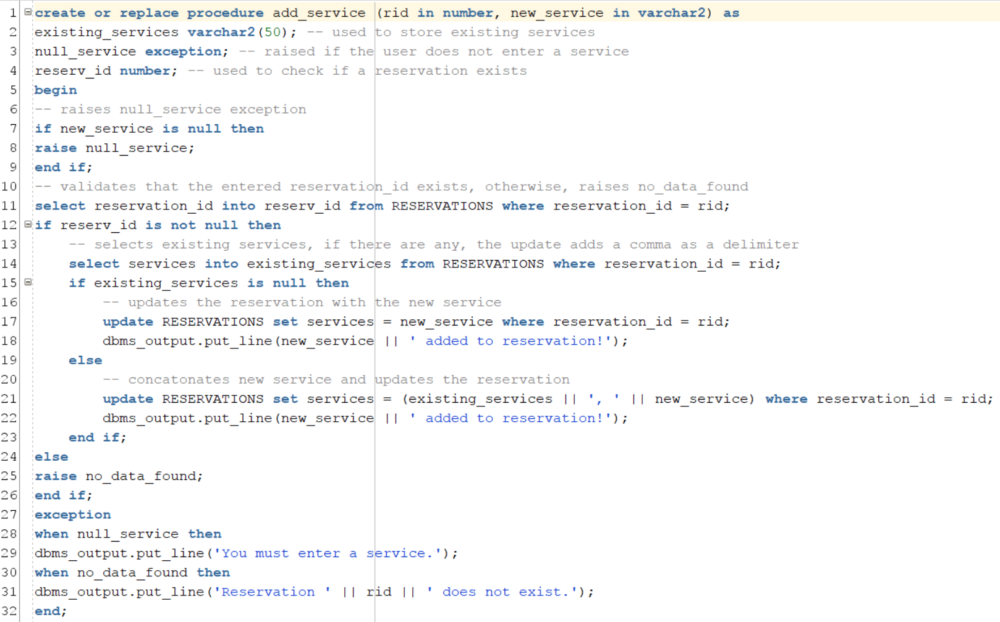 1 create or replace procedure add_service (rid in number, new_service in varchar2) as
2 existing_services varchar2(50); -- used to store existing services
3 null_service exception; -- raised if the user does not enter a service
4 reserv_id number; -- used to check if a reservation exists
5 begin
6 -- raises null_service exception
7 if new_service is null then
8 raise null_service;
9 end if;
10 -- validates that the entered reservation_id exists, otherwise, raises no_data_found
11 select reservation_id into reserv_id from RESERVATIONS where reservation_id = rid;
12 if reserv_id is not null then
13     -- selects existing services, if there are any, the update adds a comma as a delimiter
14     select services into existing_services from RESERVATIONS where reservation_id = rid;
15     if existing_services is null then
16         -- updates the reservation with the new service
17         update RESERVATIONS set services = new_service where reservation_id = rid;
18         dbms_output.put_line(new_service || ' added to reservation!');
19     else
20         -- concatonates new service and updates the reservation
21         update RESERVATIONS set services = (existing_services || ', ' || new_service) where reservation_id = rid;
22         dbms_output.put_line(new_service || ' added to reservation!');
23     end if;
24 else
25 raise no_data_found;
26 end if;
27 exception
28 when null_service then
29 dbms_output.put_line('You must enter a service.');
30 when no_data_found then
31 dbms_output.put_line('Reservation ' || rid || ' does not exist.');
32 end;